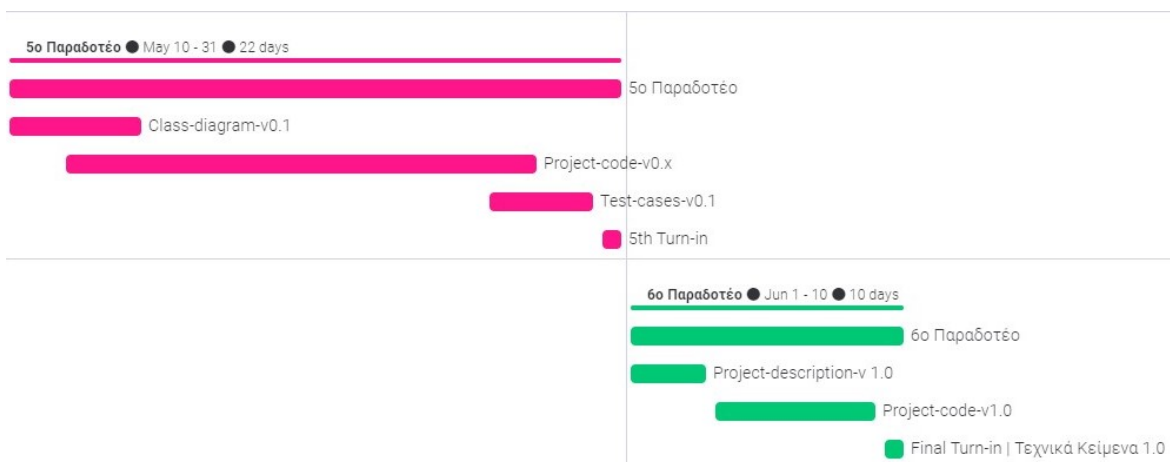 5ο Παραδοτέο ● May 10 - 31 ● 22 days
5ο Παραδοτέο
Class-diagram-v0.1
Project-code-v0.x
Test-cases-v0.1
5th Turn-in
6ο Παραδοτέο ● Jun 1 - 10 ● 10 days
6ο Παραδοτέο
Project-description-v 1.0
Project-code-v1.0
Final Turn-in | Τεχνικά Κείμενα 1.0